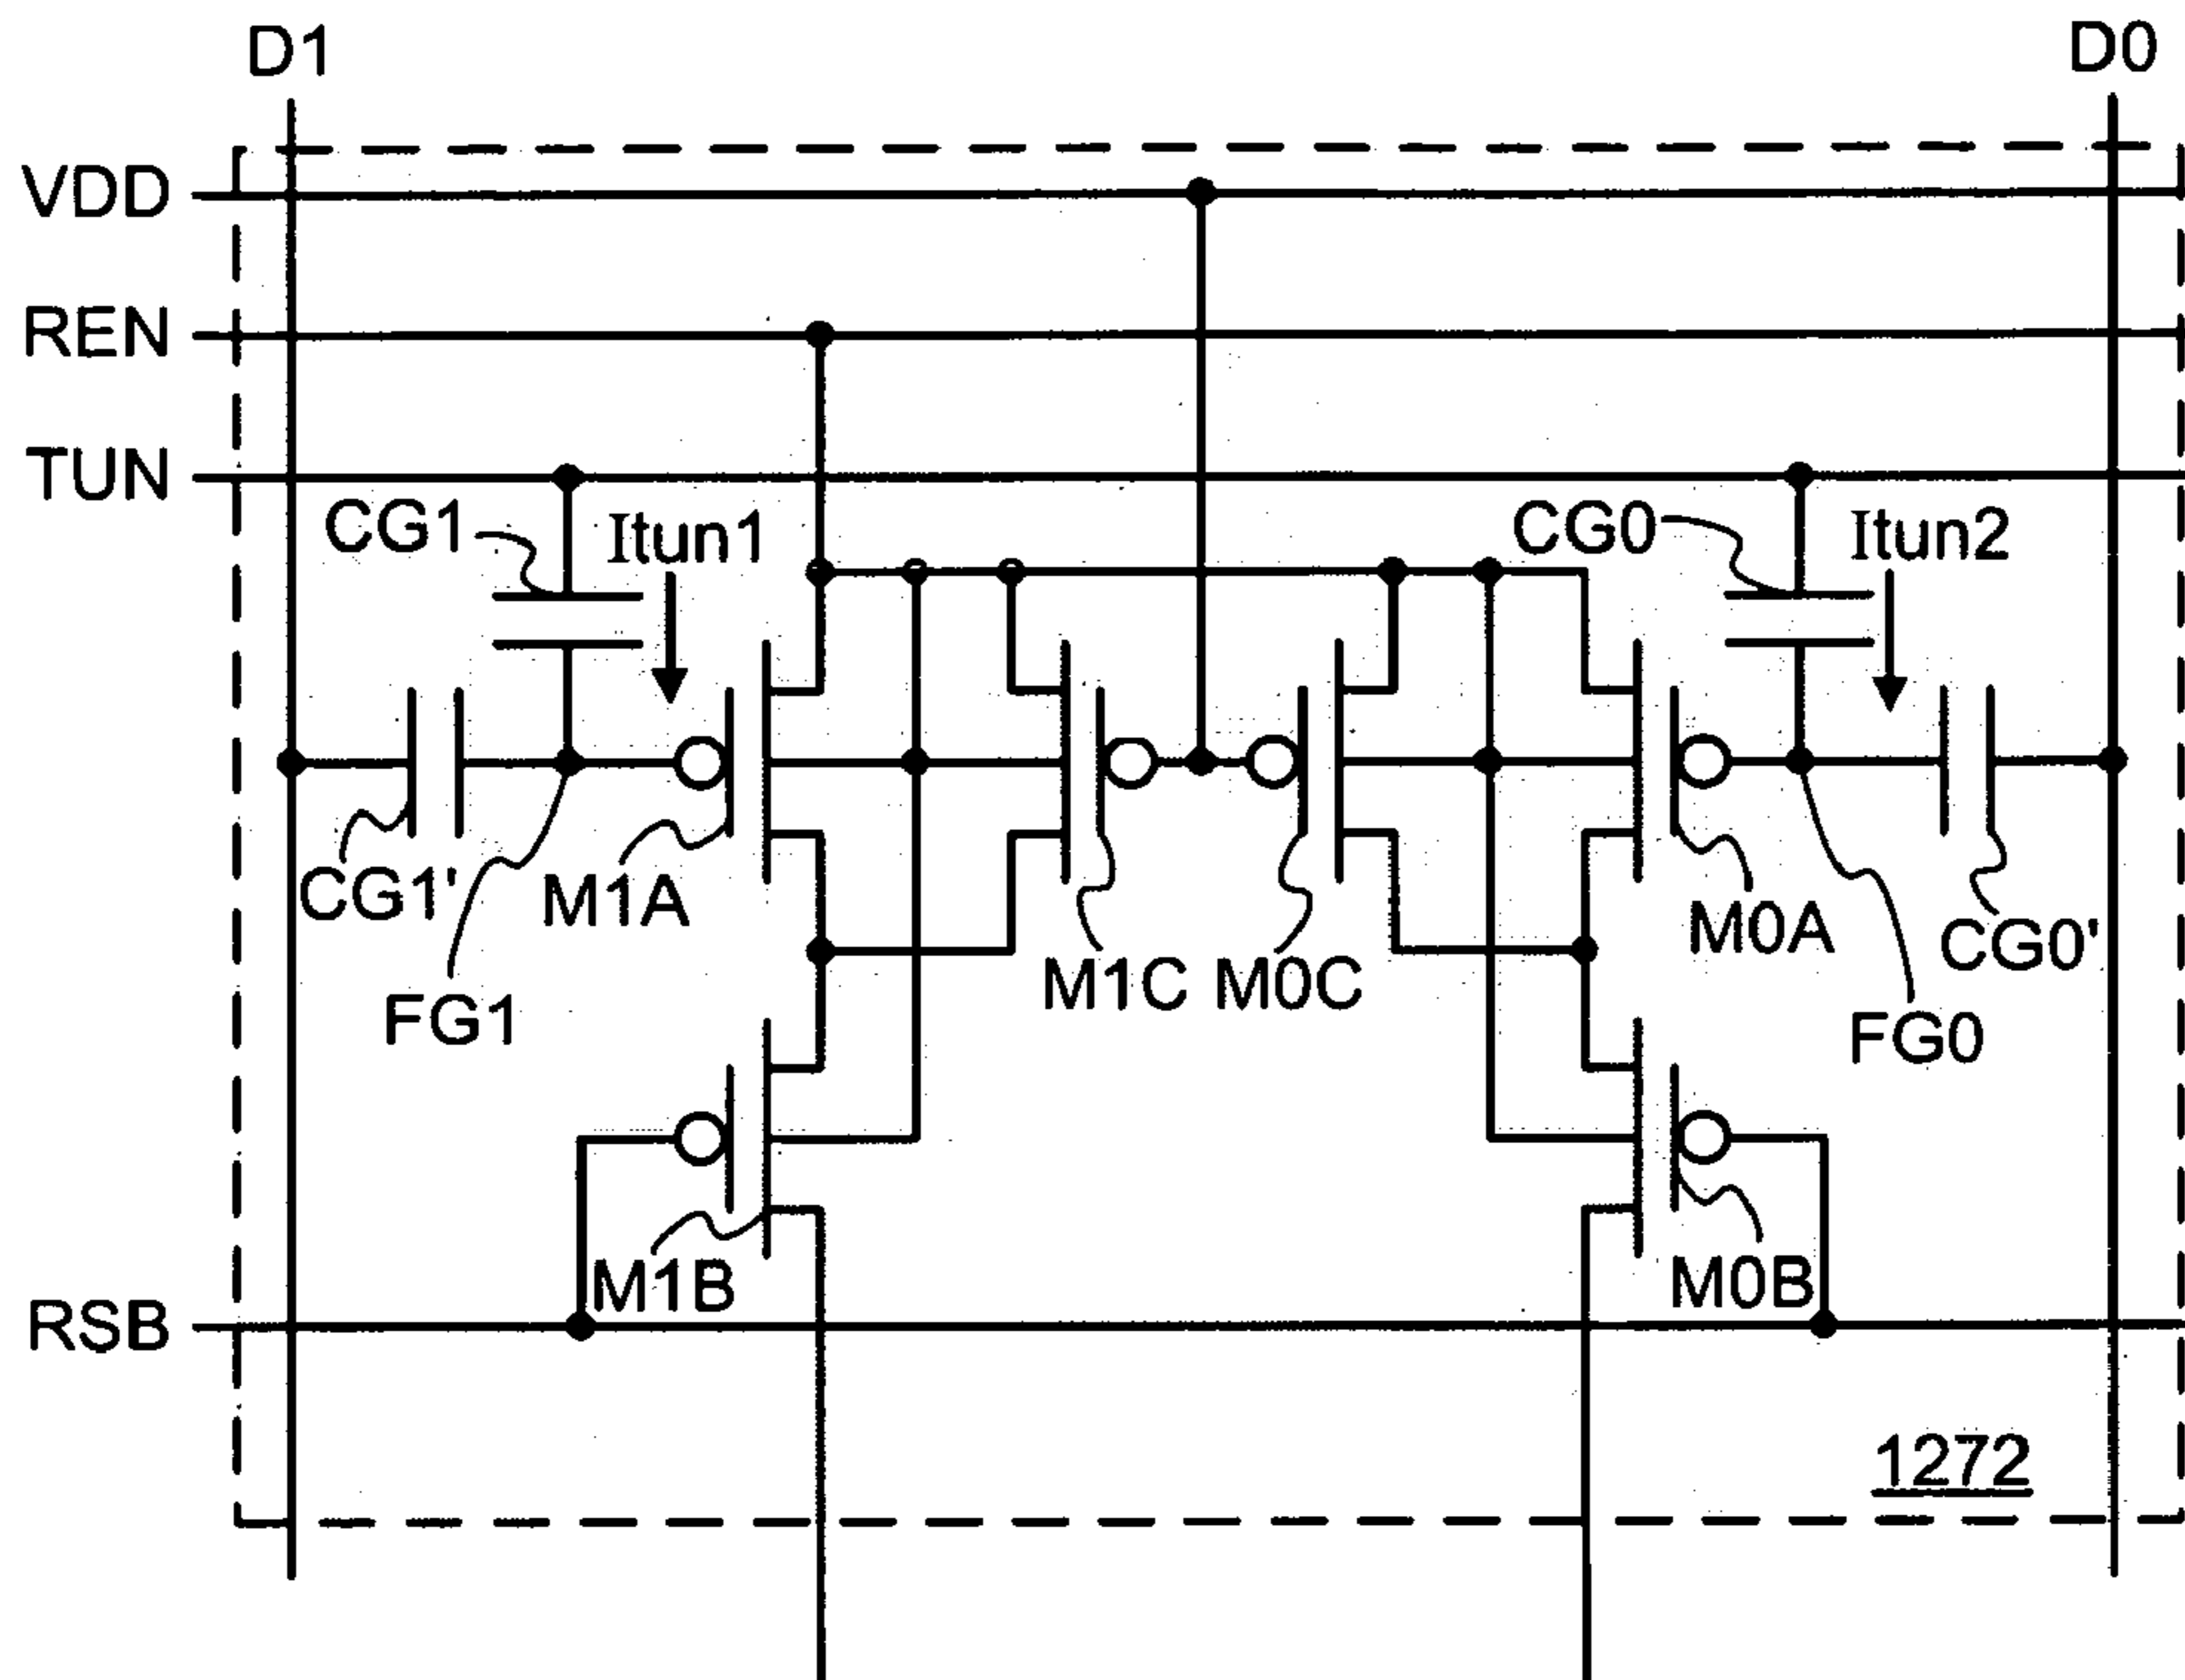 D1
D0
VDD
REN
TUN
CG1
Itun1
CG0
Itun2
CG1'
M1A
M0A
CG0'
FG1
M1C
M0C
FG0
M1B
M0B
RSB
1272